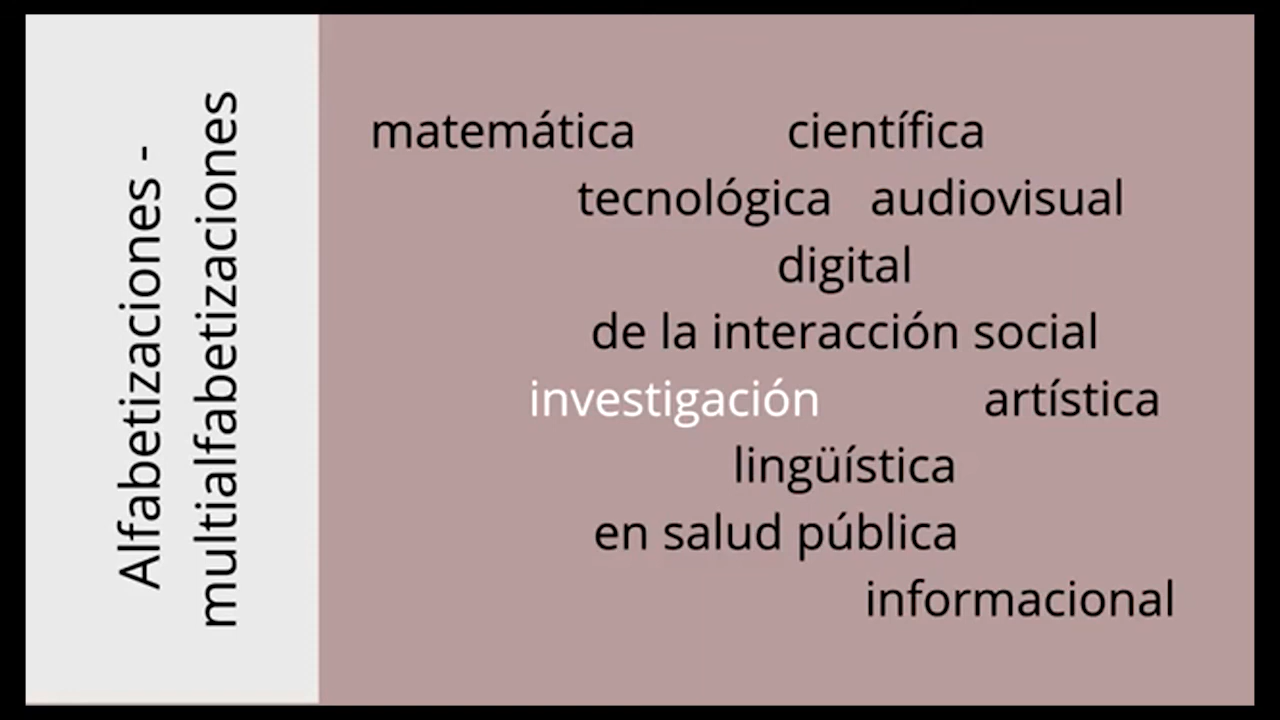 Alfabetizaciones -
multialfabetizaciones
matemática científica
tecnológica audiovisual
digital
de la interacción social
investigación artística
lingüística
en salud pública
informacional